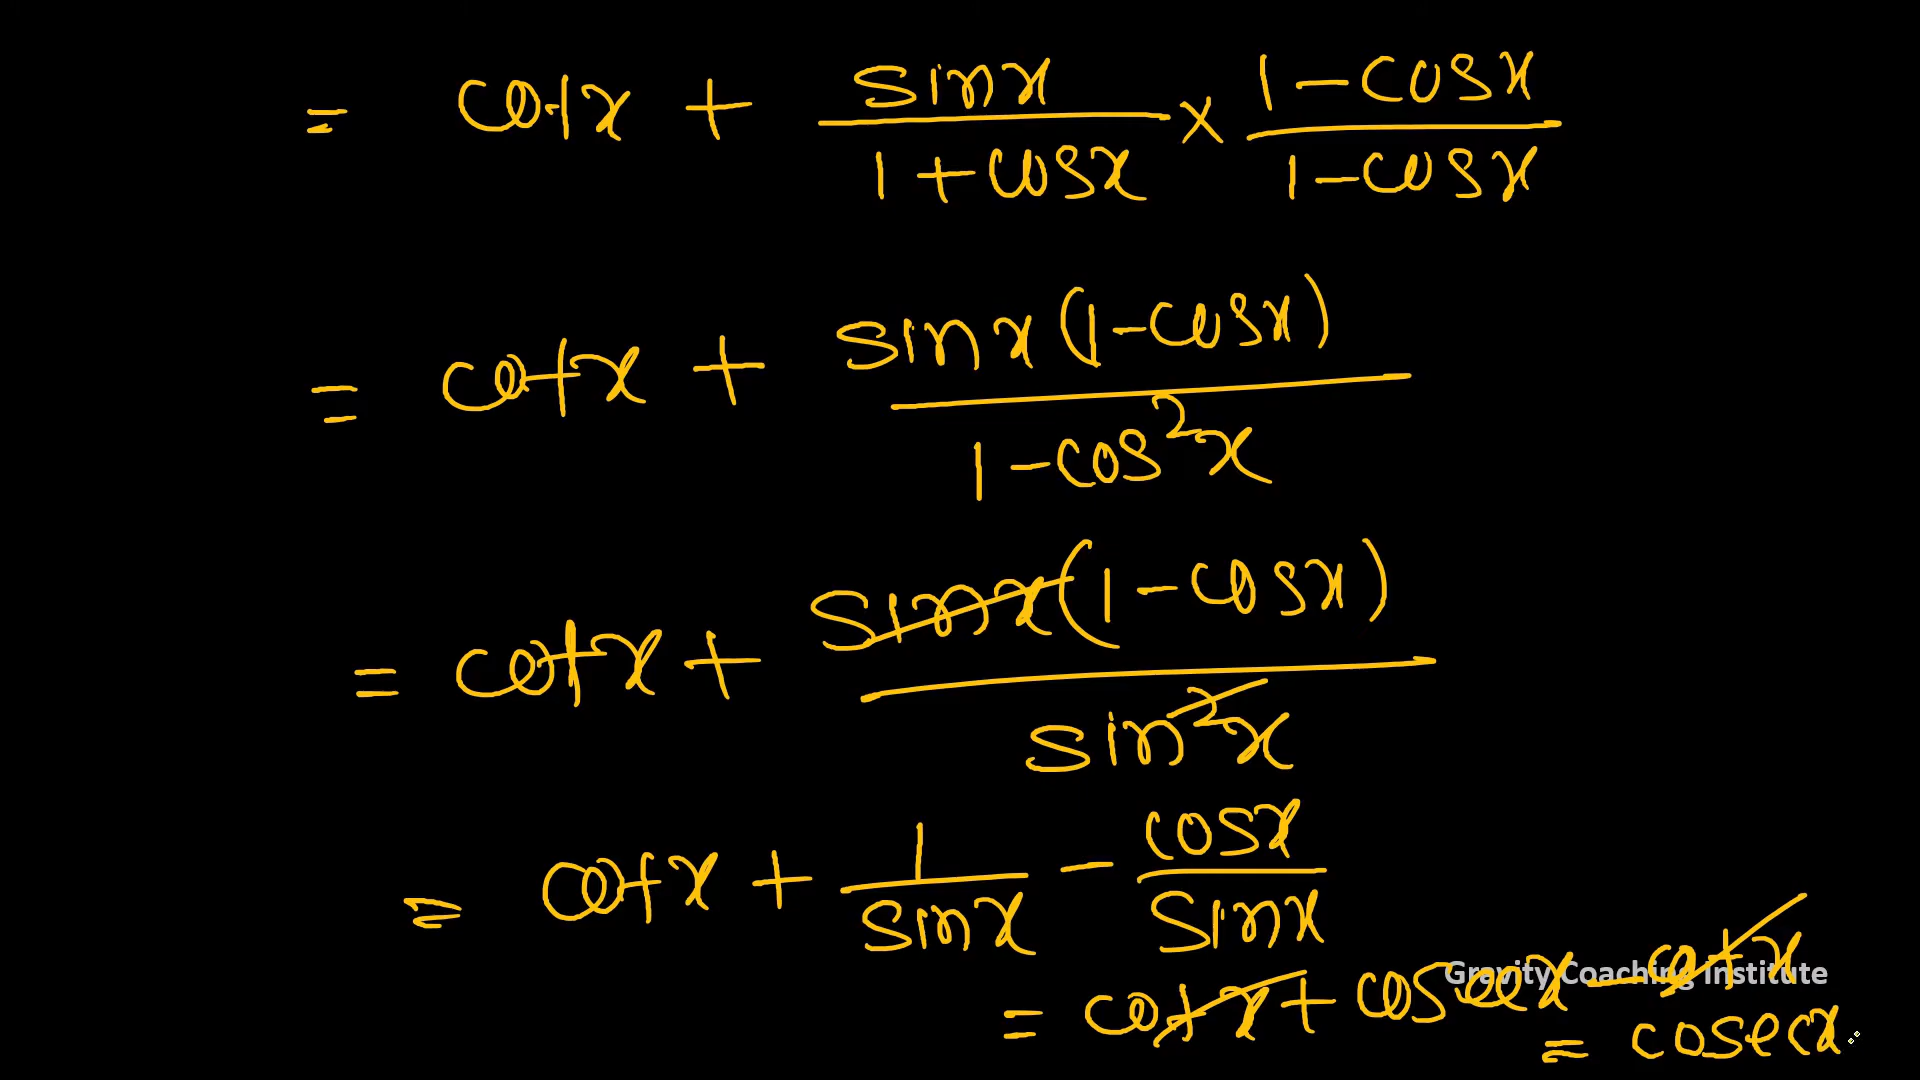 = cotx + sinx / 1+cosx × 1-cosx / 1-cosx
= cotx + sinx(1-cosx) / 1-cos²x
= cotx + sinx(1-cosx) / sin²x
= cotx + 1/sinx - cosx/sinx
= cotx + cosecx - cotx
Gravity Coaching Institute
= cosecx.